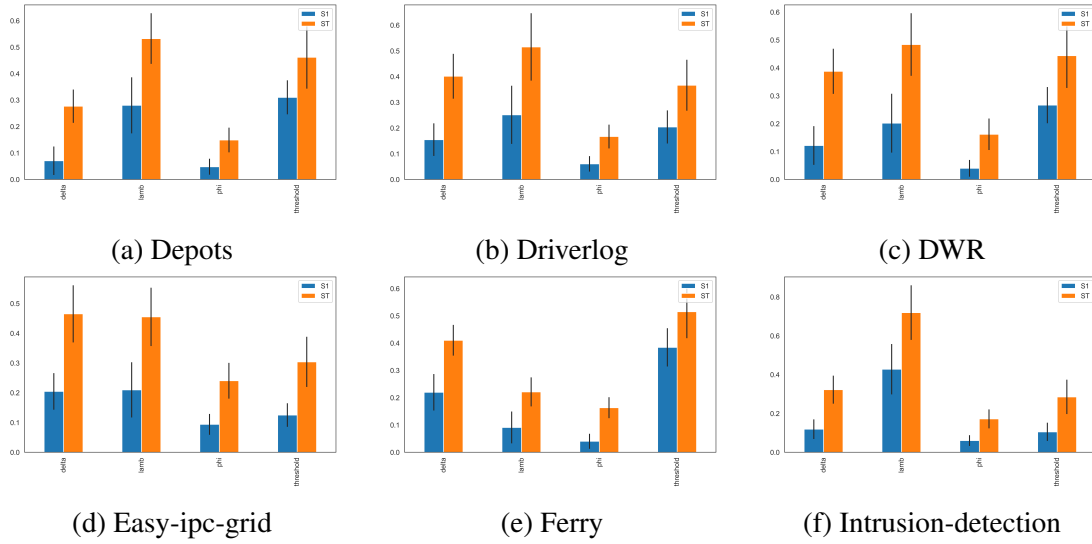 0.6
0.5
0.4
0.3
0.2
0.1
0.0
delta
lamb
phi
threshold
S1
ST
(a) Depots
0.6
0.5
0.4
0.3
0.2
0.1
0.0
delta
lamb
phi
threshold
S1
ST
(b) Driverlog
0.6
0.5
0.4
0.3
0.2
0.1
0.0
delta
lamb
phi
threshold
S1
ST
(c) DWR
0.5
0.4
0.3
0.2
0.1
0.0
delta
lamb
phi
threshold
S1
ST
(d) Easy-ipc-grid
0.6
0.5
0.4
0.3
0.2
0.1
0.0
delta
lamb
phi
threshold
S1
ST
(e) Ferry
0.8
0.6
0.4
0.2
0.0
delta
lamb
phi
threshold
S1
ST
(f) Intrusion-detection